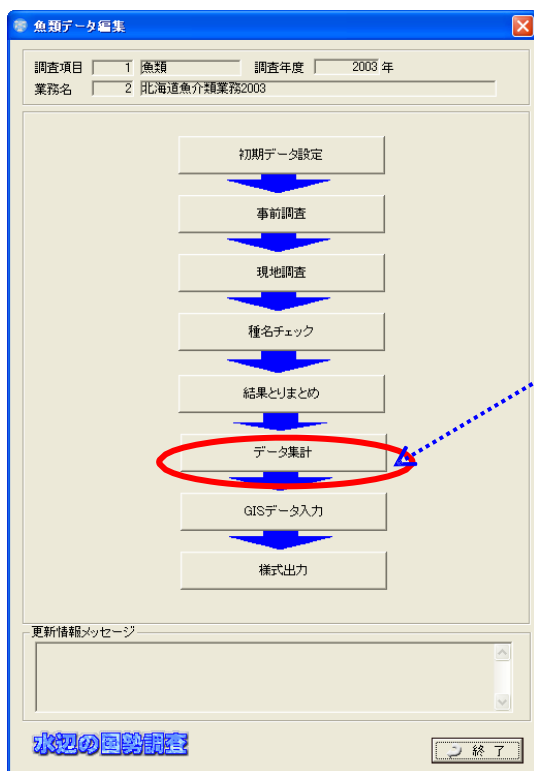 魚類データ編集
調査項目 1 魚類 調査年度 2003 年
業務名 2 北海道魚介類業務2003
初期データ設定
事前調査
現地調査
種名チェック
結果とりまとめ
データ集計
GISデータ入力
様式出力
更新情報メッセージ
水辺の国勢調査
終 了